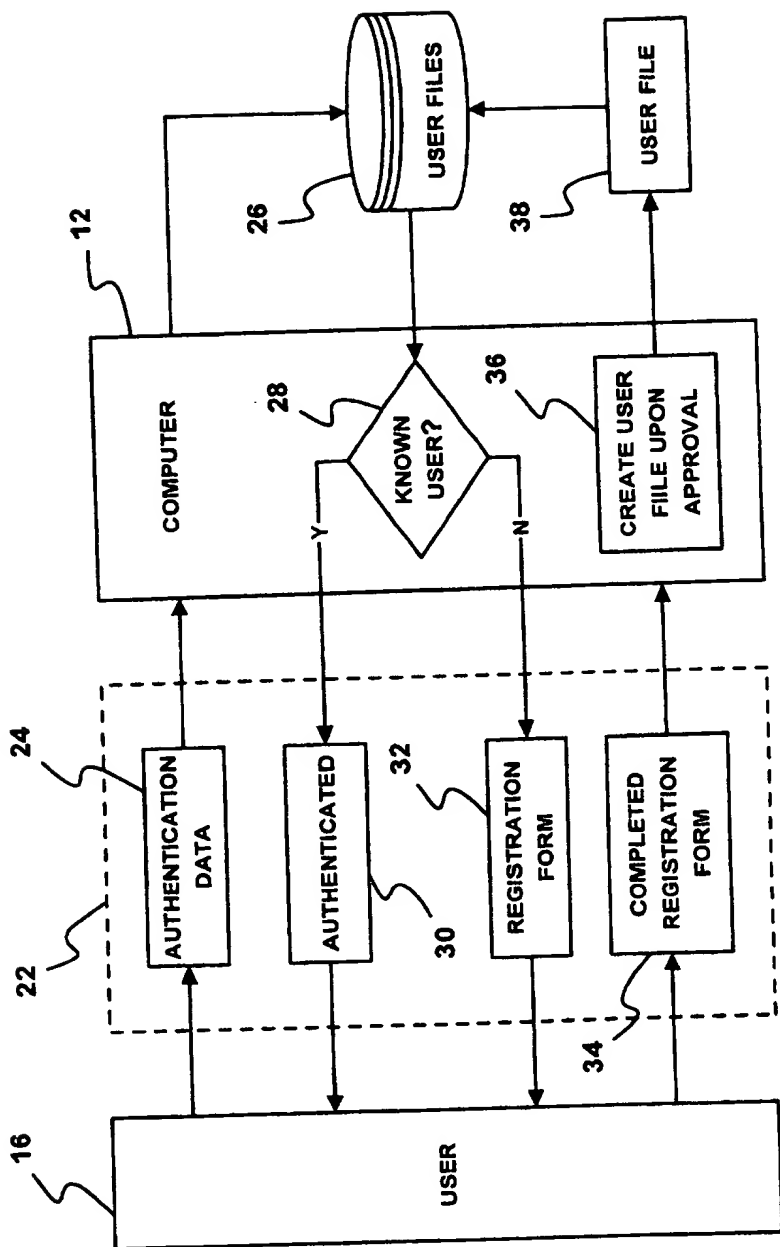 16
USER
22
24
AUTHENTICATION
DATA
AUTHENTICATED
30
32
REGISTRATION
FORM
COMPLETED
REGISTRATION
FORM
34
12
COMPUTER
28
KNOWN
USER?
Y
N
36
CREATE USER
FIILE UPON
APPROVAL
26
USER FILES
38
USER FILE